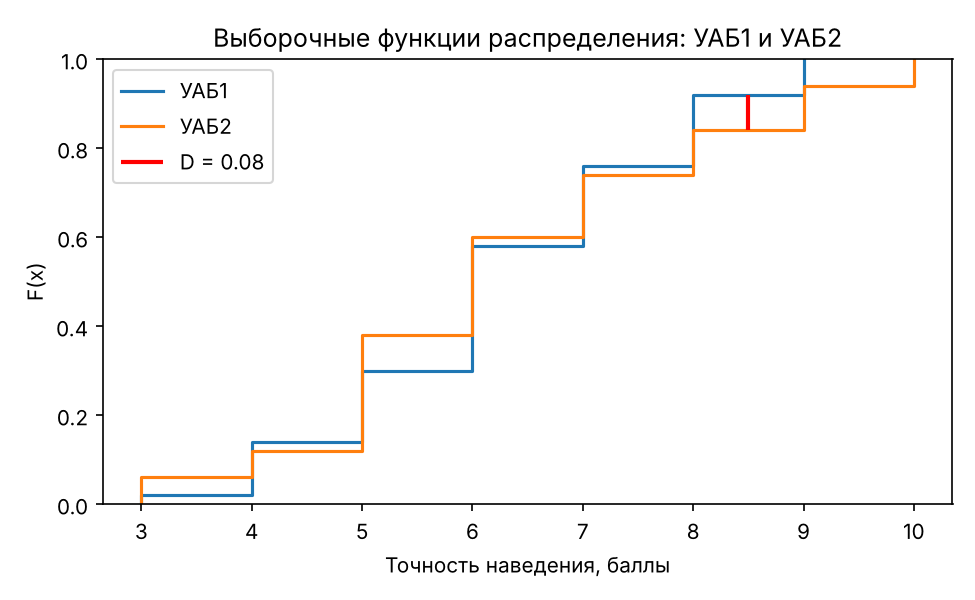 Выборочные функции распределения: УАБ1 и УАБ2
УАБ1
УАБ2
D = 0.08
1.0
0.8
0.6
0.4
0.2
0.0
F(x)
3 4 5 6 7 8 9 10
Точность наведения, баллы